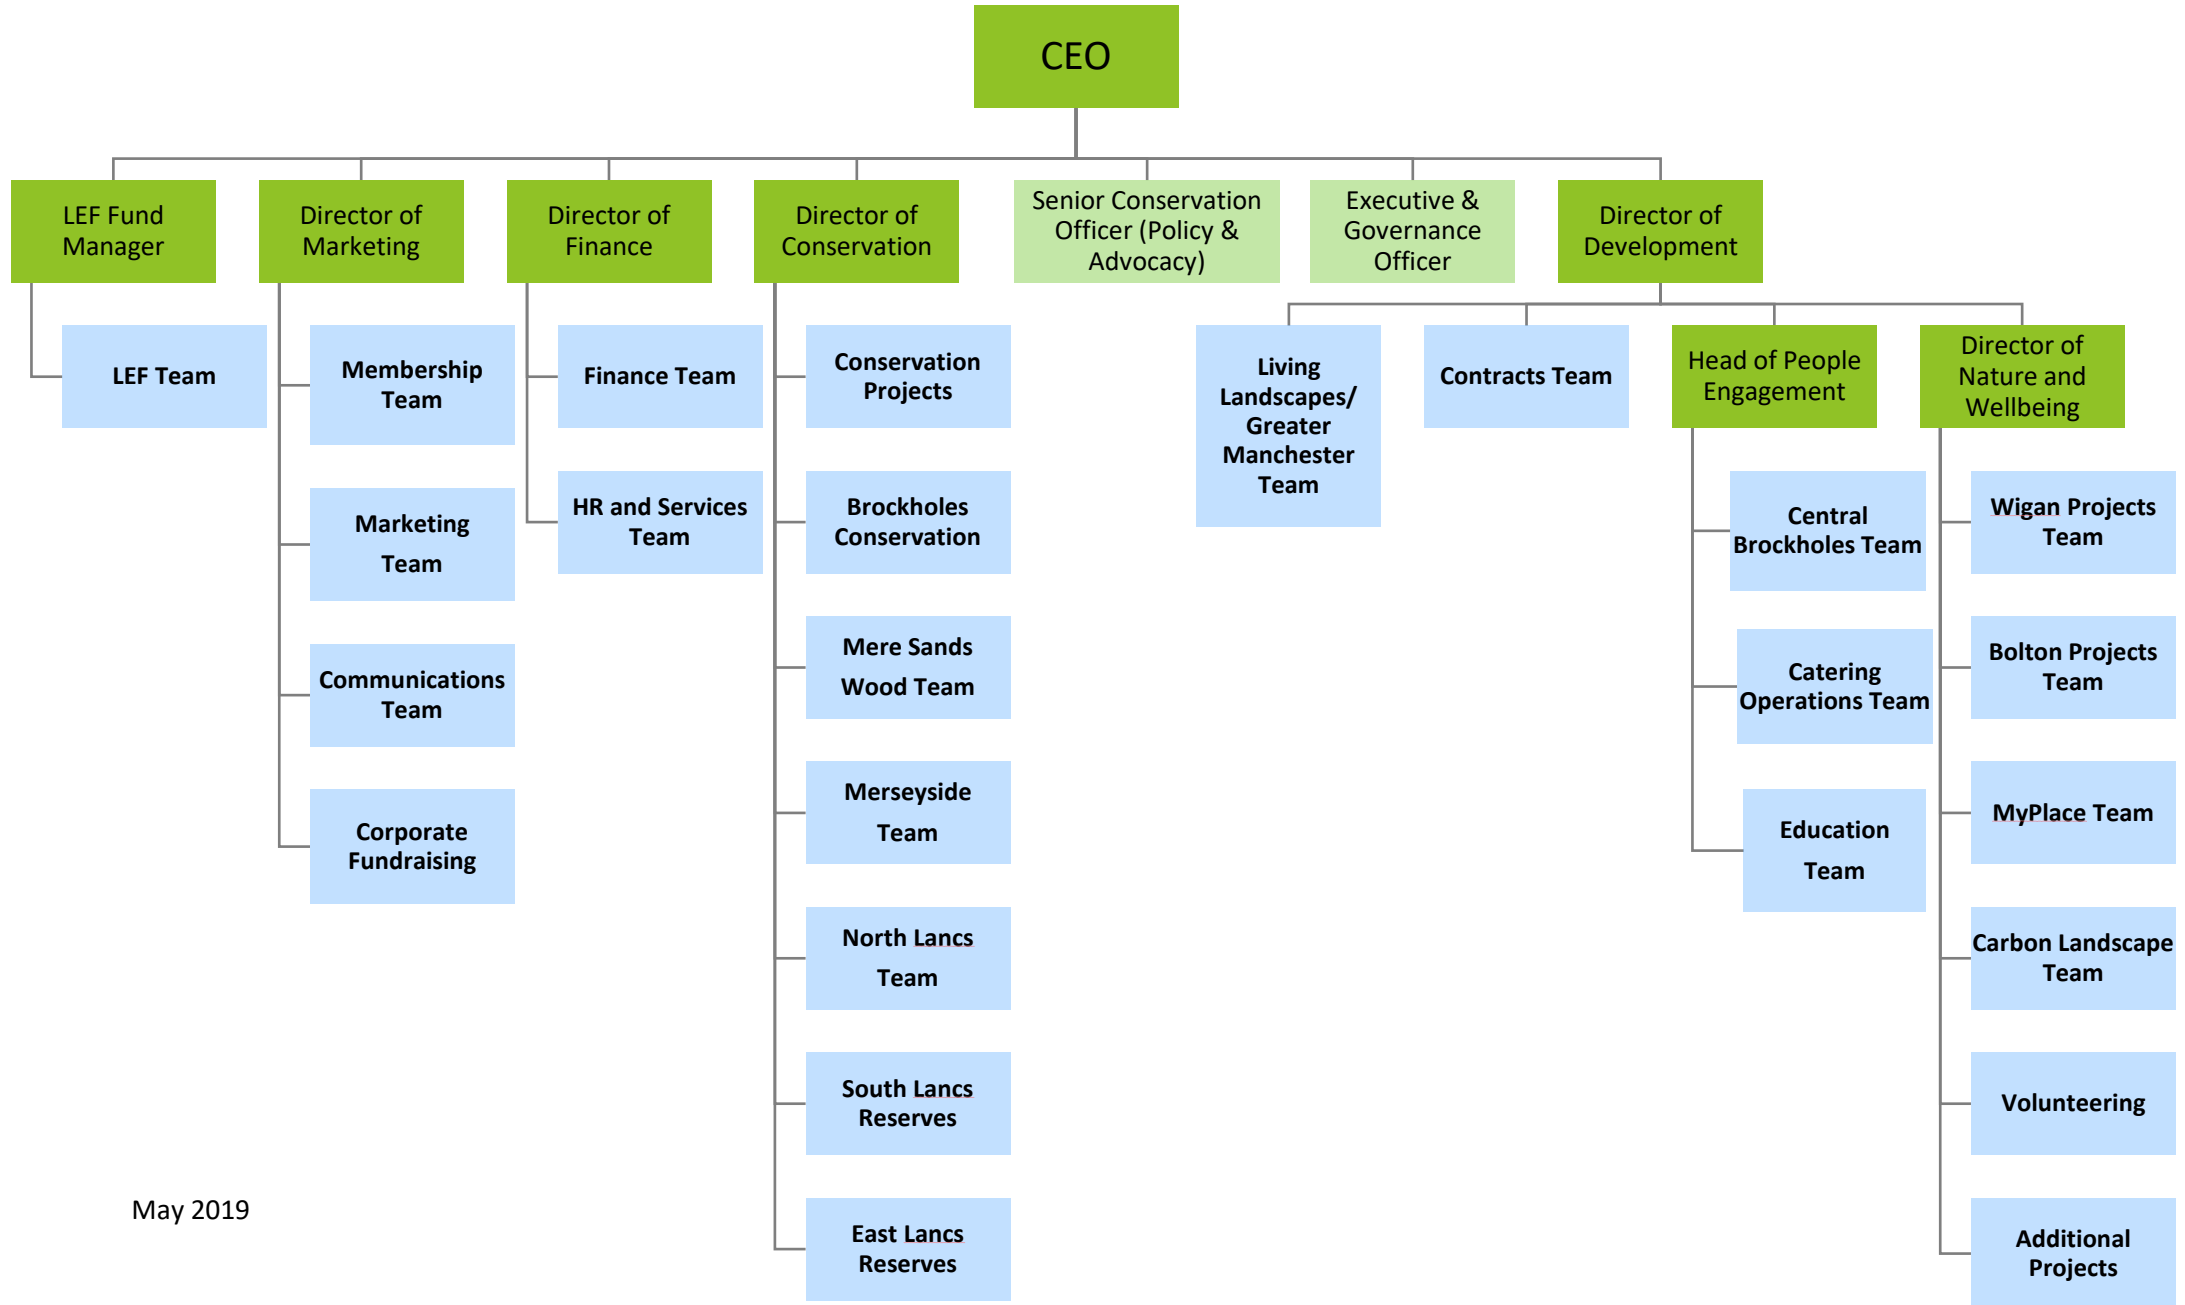 CEO
LEF Fund
Manager
Director of
Marketing
Director of
Finance
Director of
Conservation
Senior Conservation
Officer (Policy &
Advocacy)
Executive &
Governance
Officer
Director of
Development
LEF Team
Membership
Team
Marketing
Team
Communications
Team
Corporate
Fundraising
Finance Team
HR and Services
Team
Conservation
Projects
Brockholes
Conservation
Mere Sands
Wood Team
Merseyside
Team
North Lancs
Team
South Lancs
Reserves
East Lancs
Reserves
Living
Landscapes/
Greater
Manchester
Team
Contracts Team
Head of People
Engagement
Central
Brockholes Team
Catering
Operations Team
Education
Team
Director of
Nature and
Wellbeing
Wigan Projects
Team
Bolton Projects
Team
MyPlace Team
Carbon Landscape
Team
Volunteering
Additional
Projects
May 2019